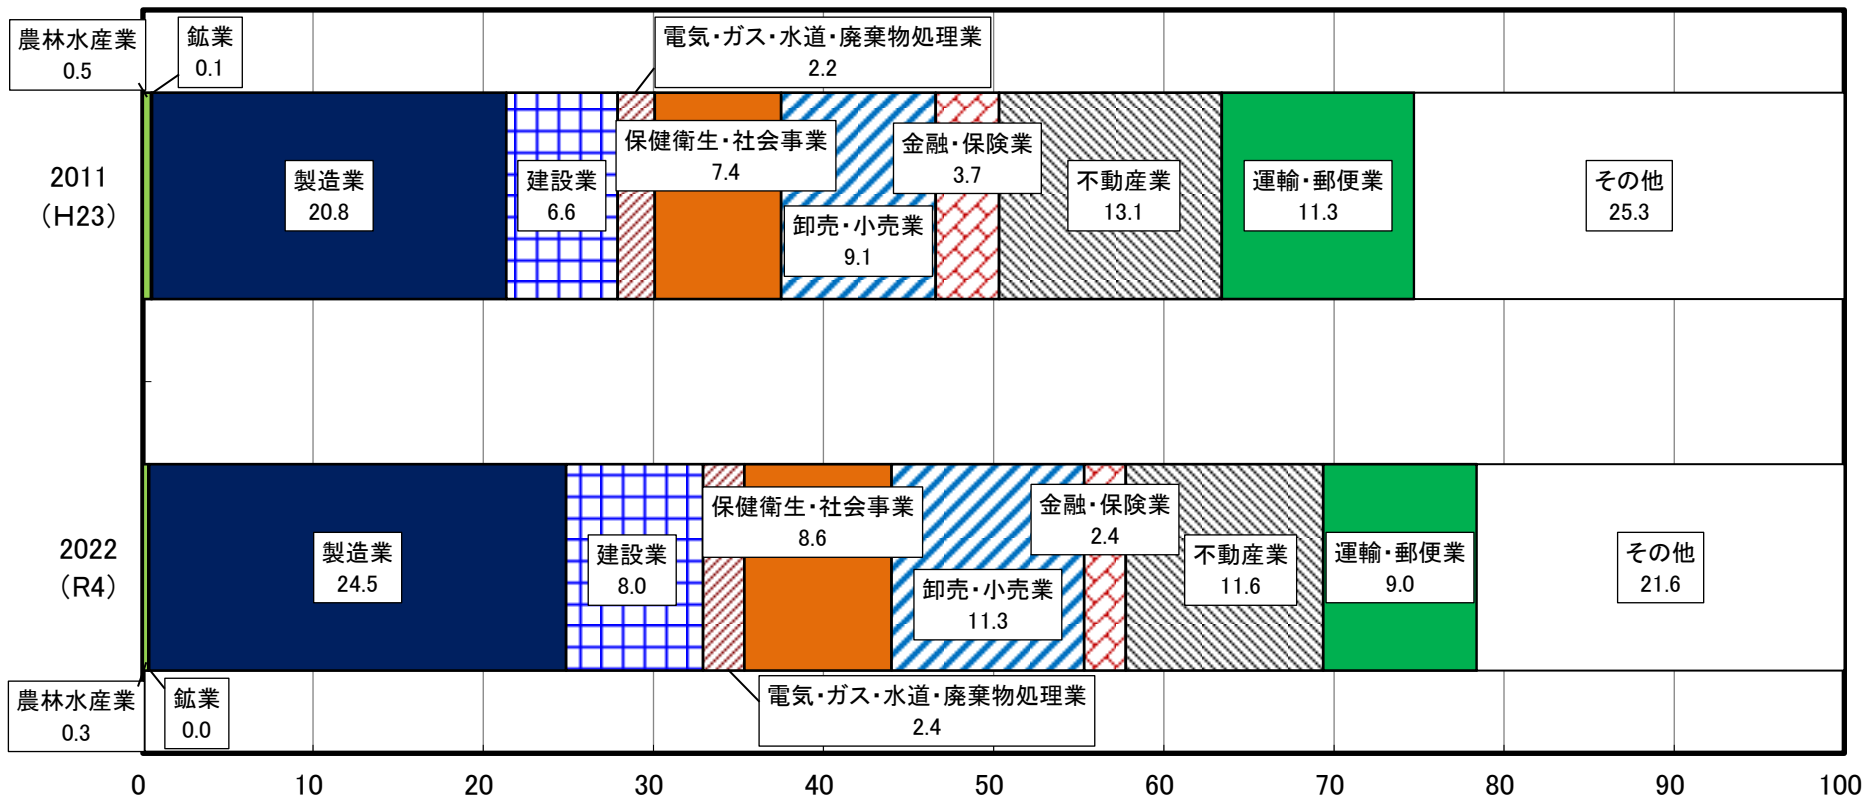 農林水産業
0.5
鉱業
0.1
電気・ガス・水道・廃棄物処理業
2.2
2011
（H23）
製造業
20.8
建設業
6.6
保健衛生・社会事業
7.4
卸売・小売業
9.1
金融・保険業
3.7
不動産業
13.1
運輸・郵便業
11.3
その他
25.3
2022
（R4）
製造業
24.5
建設業
8.0
保健衛生・社会事業
8.6
卸売・小売業
11.3
金融・保険業
2.4
不動産業
11.6
運輸・郵便業
9.0
その他
21.6
農林水産業
0.3
鉱業
0.0
電気・ガス・水道・廃棄物処理業
2.4
0 10 20 30 40 50 60 70 80 90 100